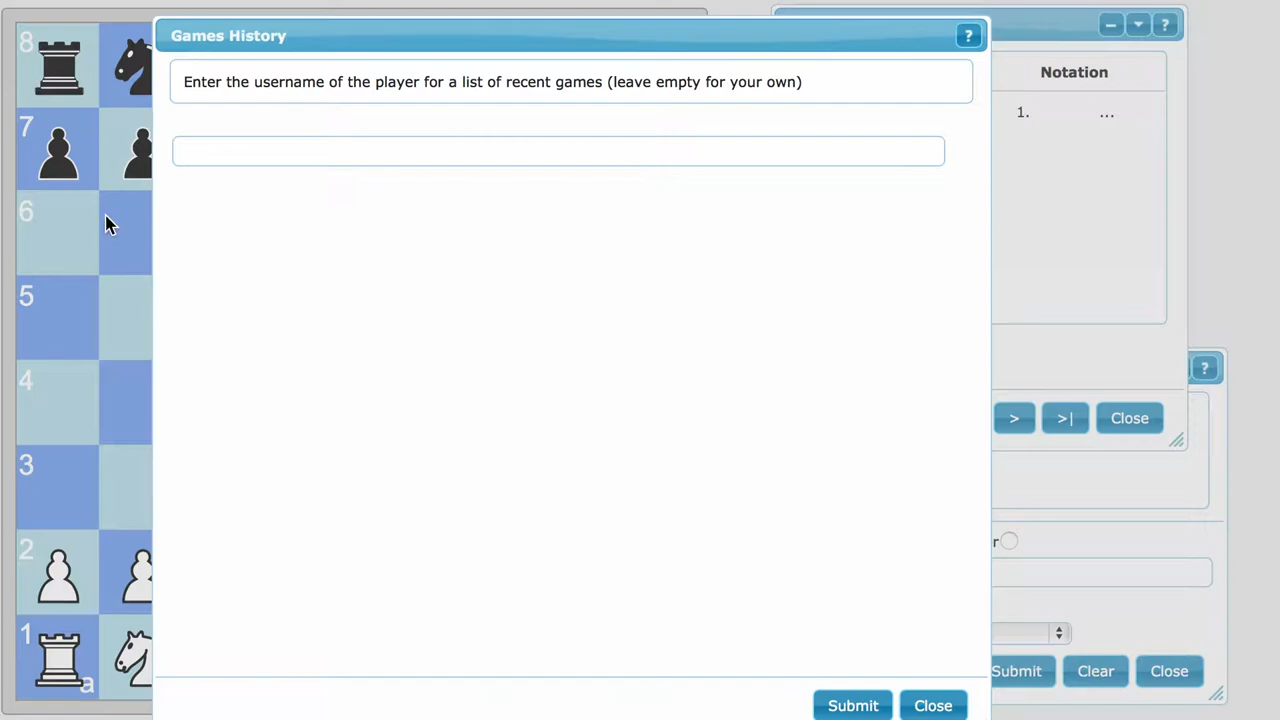 Games History
?
Enter the username of the player for a list of recent games (leave empty for your own)
Submit
Close
8
7
6
5
4
3
2
1
a
?
Notation
1. ...
>
>|
Close
?
r
Submit
Clear
Close